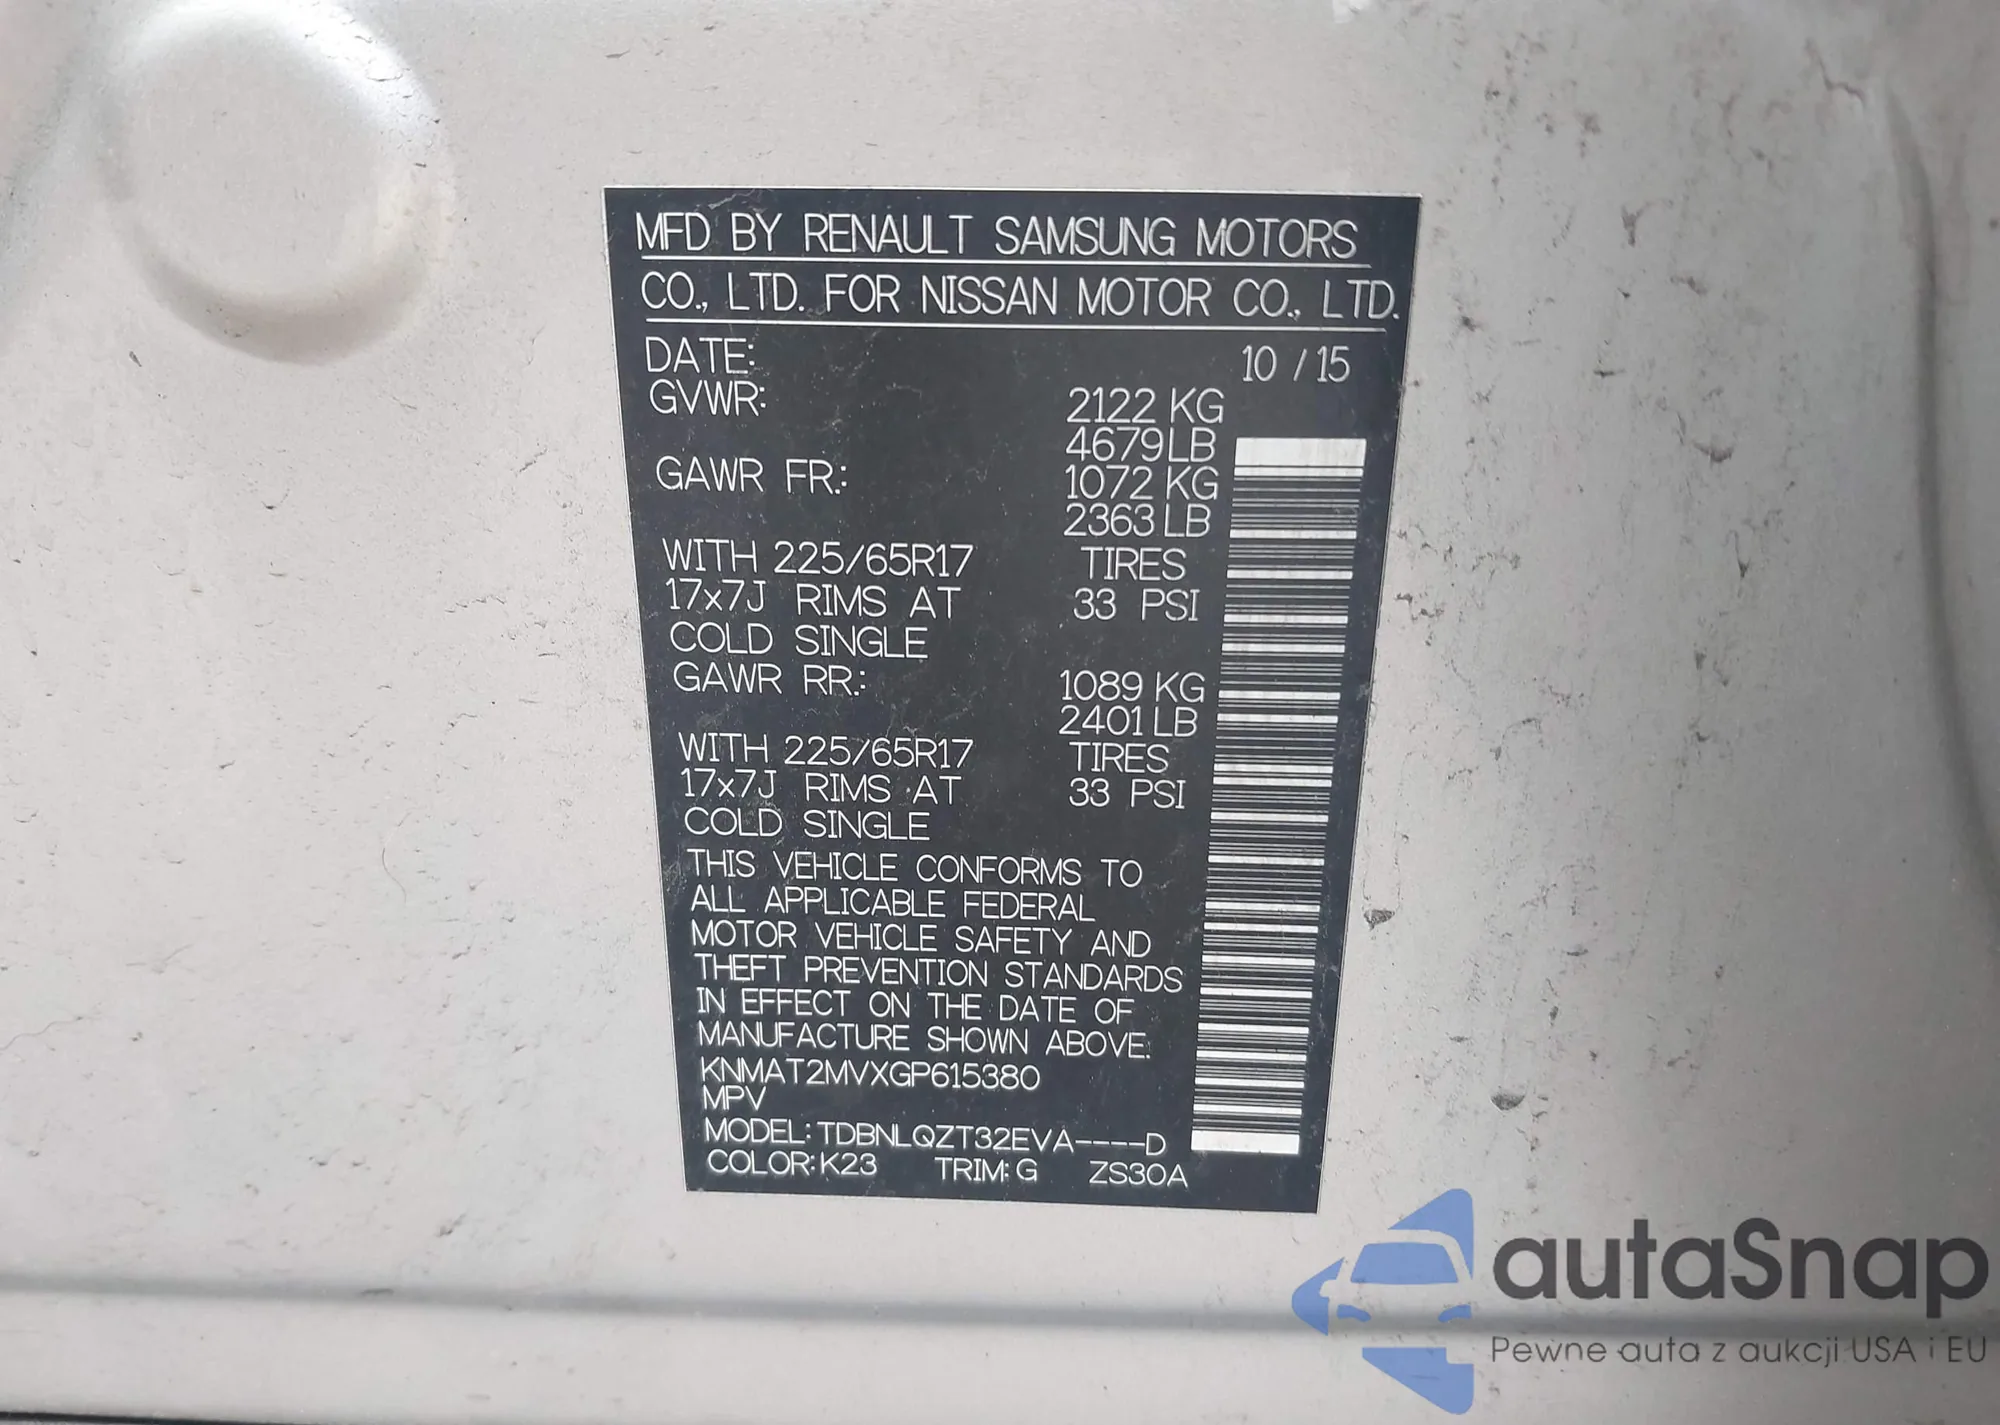 MFD BY RENAULT SAMSUNG MOTORS
CO., LTD. FOR NISSAN MOTOR CO., LTD.
DATE: 10 / 15
GVWR: 2122 KG
4679 LB
GAWR FR.: 1072 KG
2363 LB
WITH 225/65R17 TIRES
17x7J RIMS AT 33 PSI
COLD SINGLE
GAWR RR.: 1089 KG
2401 LB
WITH 225/65R17 TIRES
17x7J RIMS AT 33 PSI
COLD SINGLE
THIS VEHICLE CONFORMS TO
ALL APPLICABLE FEDERAL
MOTOR VEHICLE SAFETY AND
THEFT PREVENTION STANDARDS
IN EFFECT ON THE DATE OF
MANUFACTURE SHOWN ABOVE.
KNMAT2MVXGP615380
MPV
MODEL: TDBNLQZT32EVA----D
COLOR: K23 TRIM: G ZS30A
autaSnap
Pewne auta z aukcji USA i EU